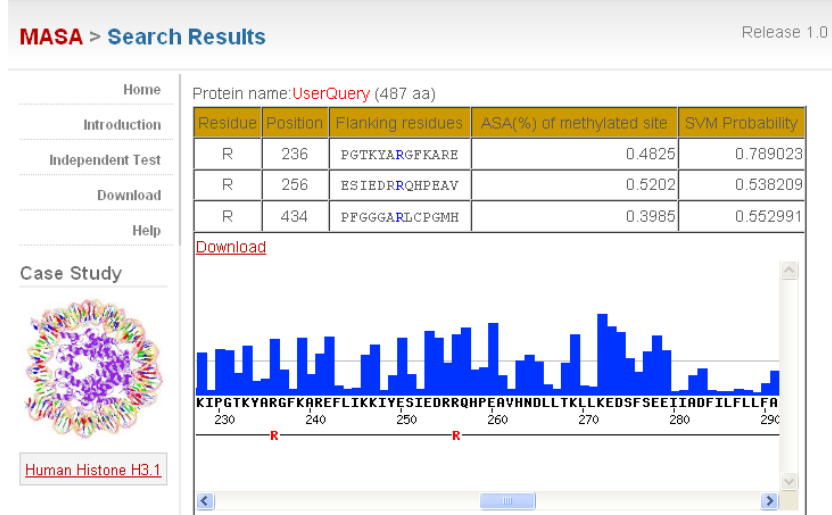 MASA > Search Results
Release 1.0
Home
Introduction
Independent Test
Download
Help
Case Study
Human Histone H3.1
Protein name:UserQuery (487 aa)
Residue Position Flanking residues ASA(%) of methylated site SVM Probability
R 236 PGTKYARGFKARE 0.4825 0.789023
R 256 ESIEDRRQHPEAV 0.5202 0.538209
R 434 PFGGGARLCPGMH 0.3985 0.552991
Download
KIPGTKYARGFKAREFLIKKIYESIEDRRQHPEAVHNDLLTKLLKEDSFSEEIIADFILFLLFA
230 240 250 260 270 280 290
R R